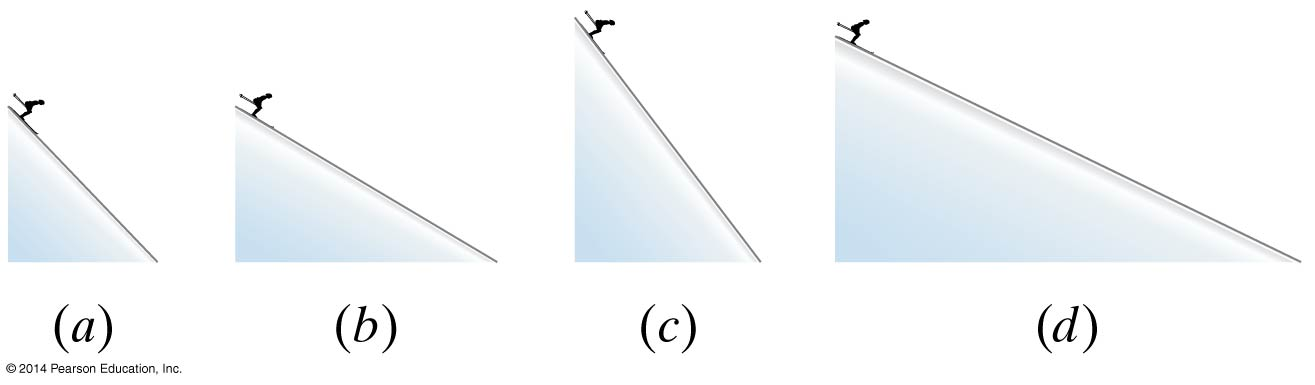 (a) (b) (c) (d)
© 2014 Pearson Education, Inc.